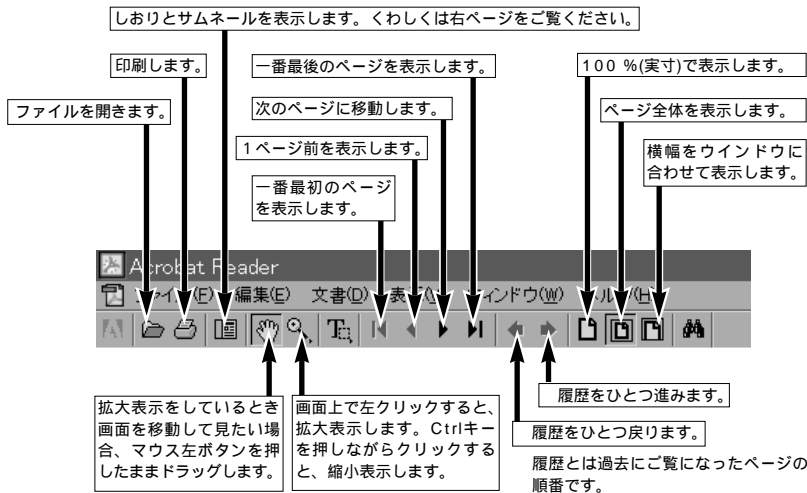 しおりとサムネールを表示します。くわしくは右ページをご覧ください。
印刷します。
一番最後のページを表示します。
100 %(実寸)で表示します。
ファイルを開きます。
次のページに移動します。
ページ全体を表示します。
1ページ前を表示します。
横幅をウインドウに
合わせて表示します。
一番最初のページ
を表示します。
Acrobat Reader
編集(E) 文書(D)
拡大表示をしているとき
画面を移動して見たい場
合、マウス左ボタンを押
したままドラッグします。
画面上で左クリックすると、
拡大表示します。Ctrlキー
を押しながらクリックする
と、縮小表示します。
履歴をひとつ進みます。
履歴をひとつ戻ります。
履歴とは過去にご覧になったページの
順番です。